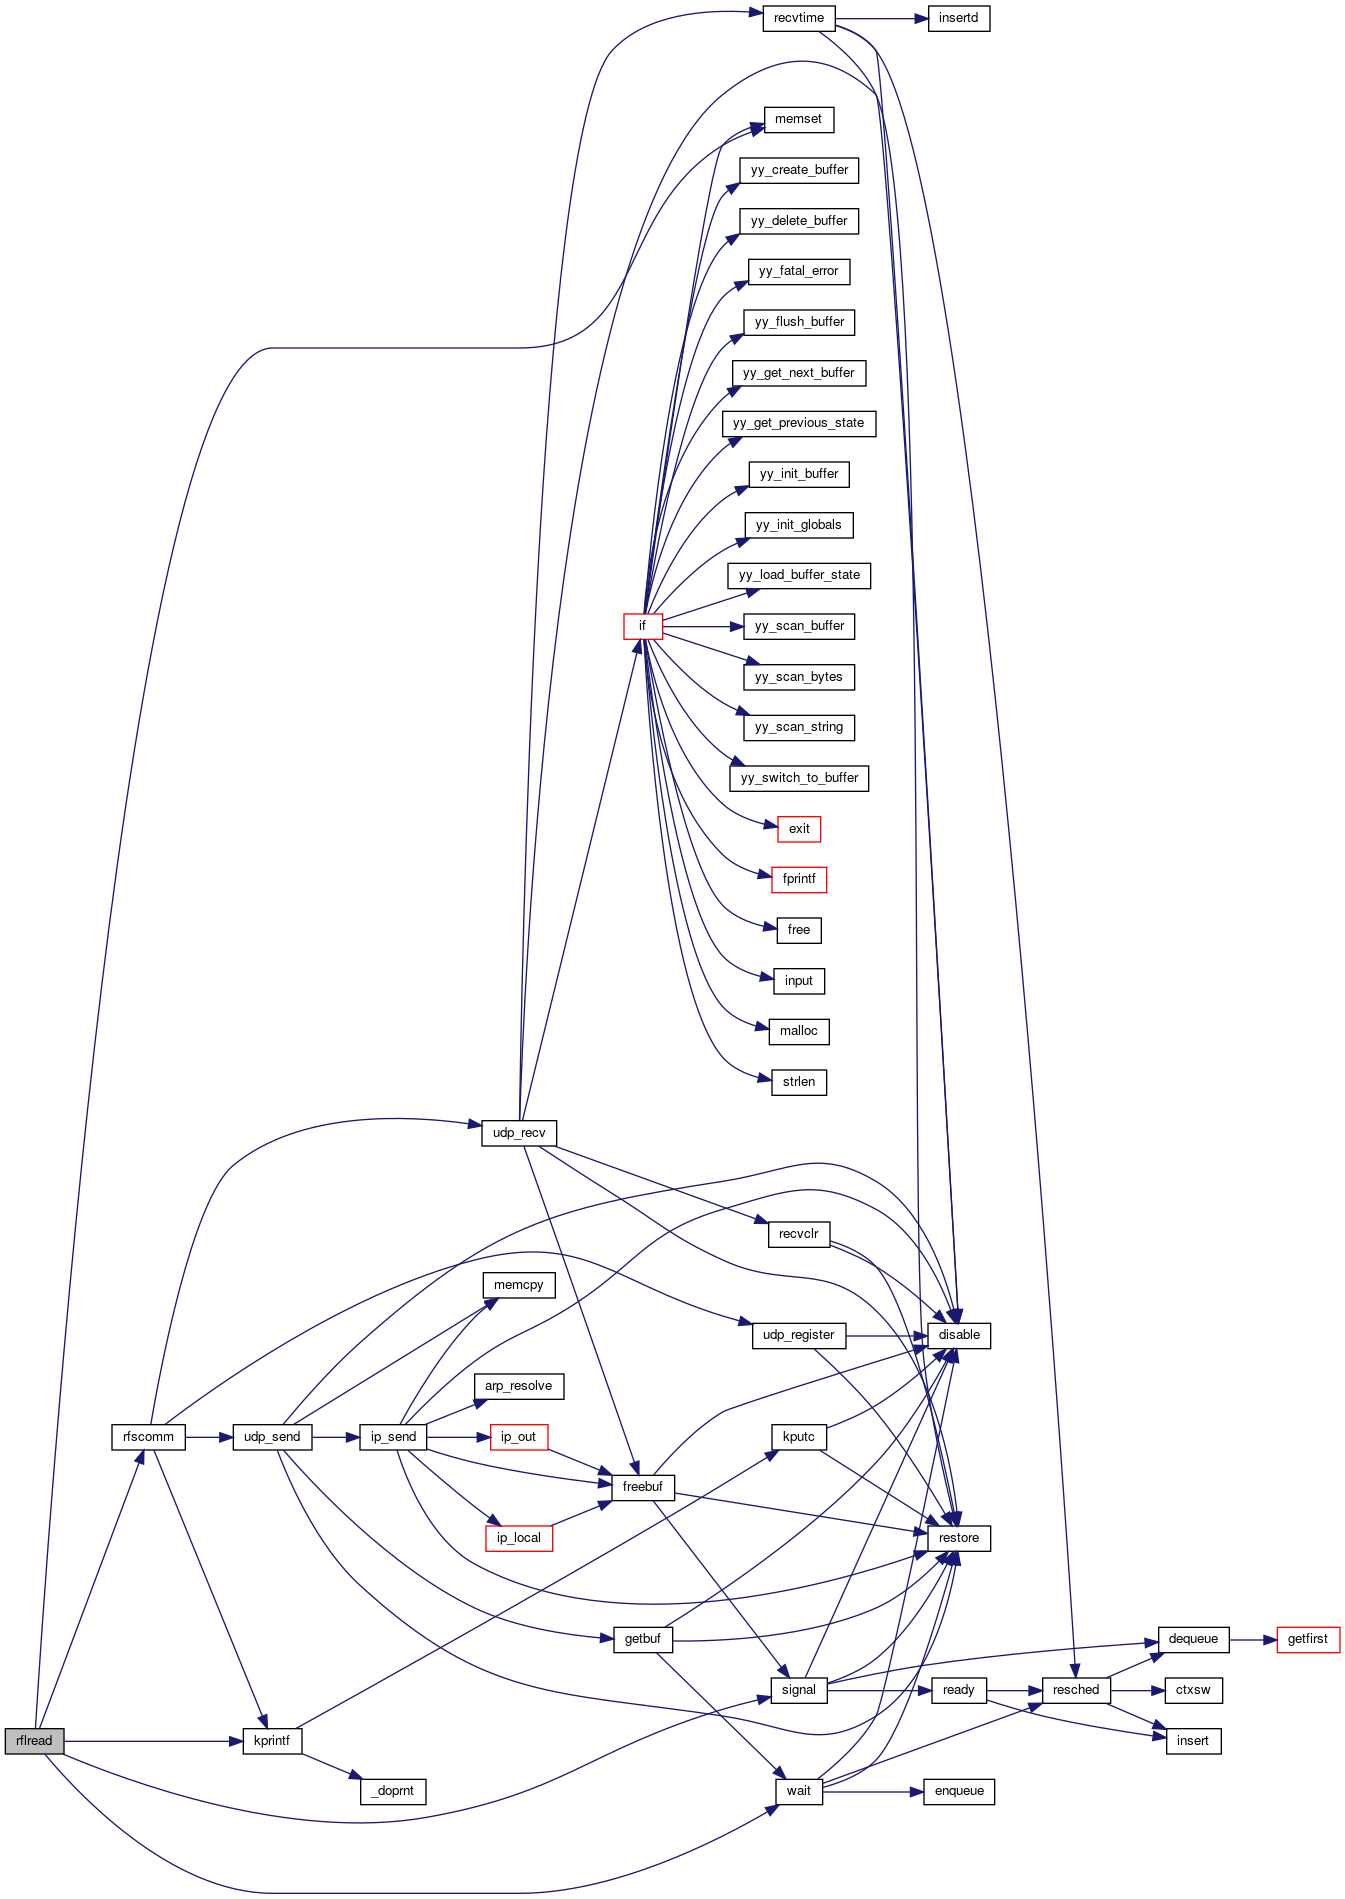 recvtime
insertd
memset
yy_create_buffer
yy_delete_buffer
yy_fatal_error
yy_flush_buffer
yy_get_next_buffer
yy_get_previous_state
yy_init_buffer
yy_init_globals
yy_load_buffer_state
if
yy_scan_buffer
yy_scan_bytes
yy_scan_string
yy_switch_to_buffer
exit
fprintf
free
input
malloc
strlen
udp_recv
recvclr
memcpy
udp_register
disable
arp_resolve
rfscomm
udp_send
ip_send
ip_out
kputc
freebuf
ip_local
restore
getbuf
dequeue
getfirst
signal
ready
resched
ctxsw
rflread
kprintf
insert
_doprnt
wait
enqueue